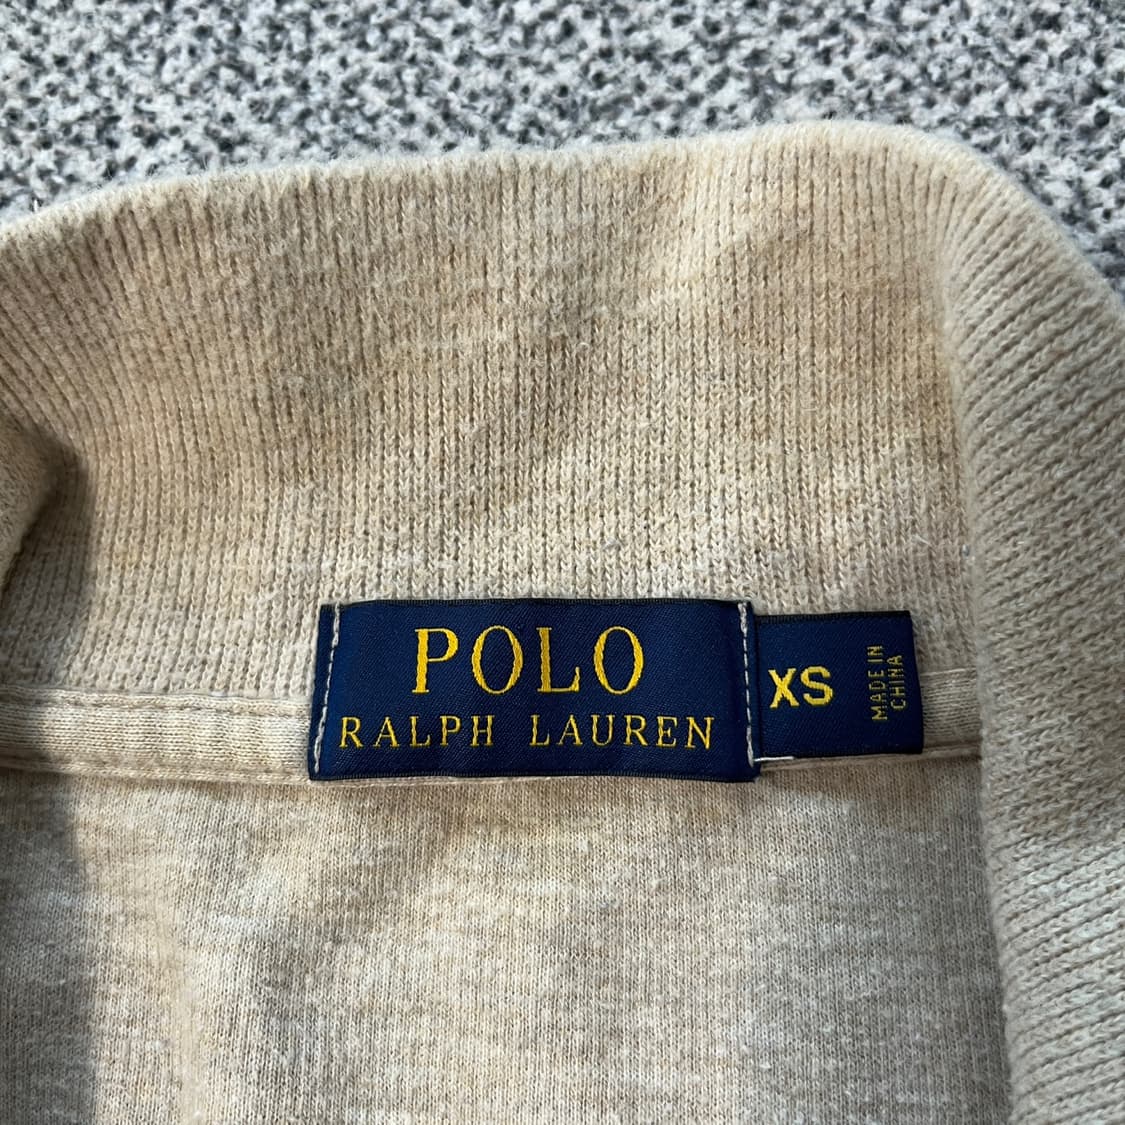 POLO
RALPH LAUREN
XS
MADE IN
CHINA